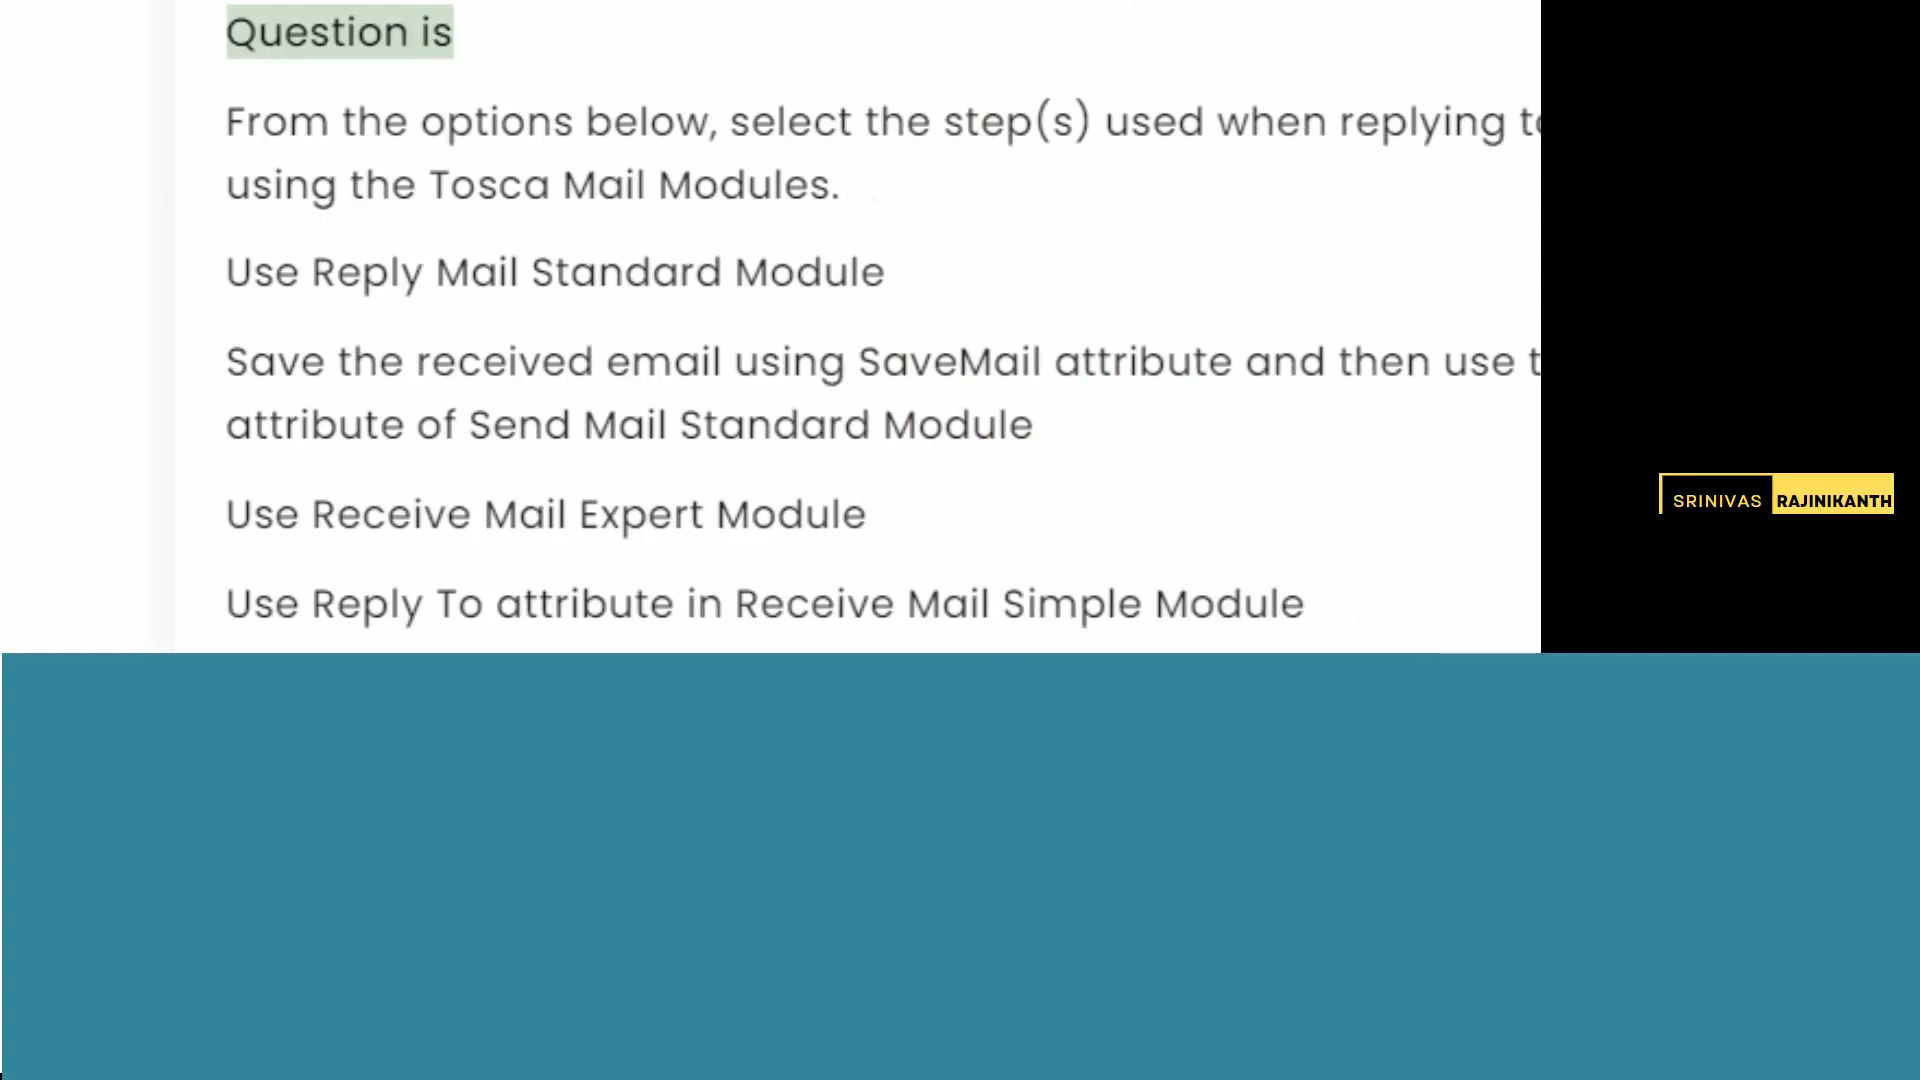 Question is
From the options below, select the step(s) used when replying
using the Tosca Mail Modules.
Use Reply Mail Standard Module
Save the received email using SaveMail attribute and then use
attribute of Send Mail Standard Module
Use Receive Mail Expert Module
SRINIVAS RAJINIKANTH
Use Reply To attribute in Receive Mail Simple Module